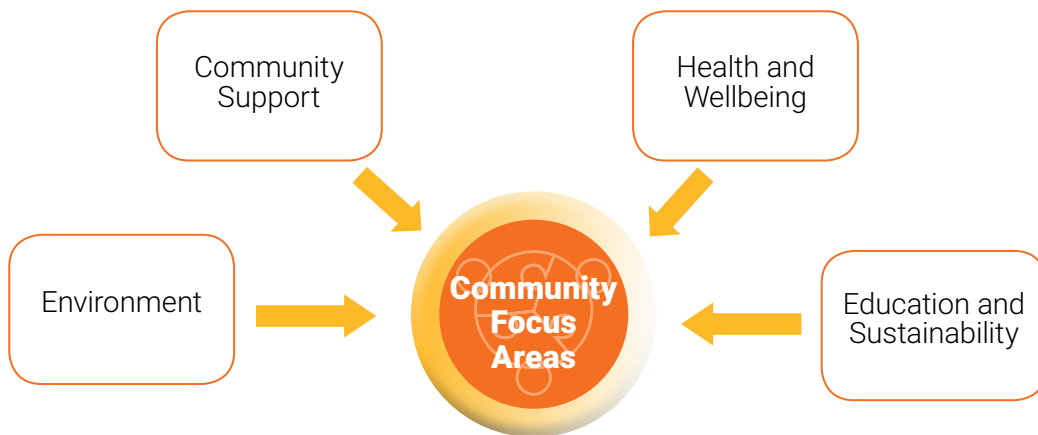 Community
Support
Health and
Wellbeing
Environment
Community
Focus
Areas
Education and
Sustainability